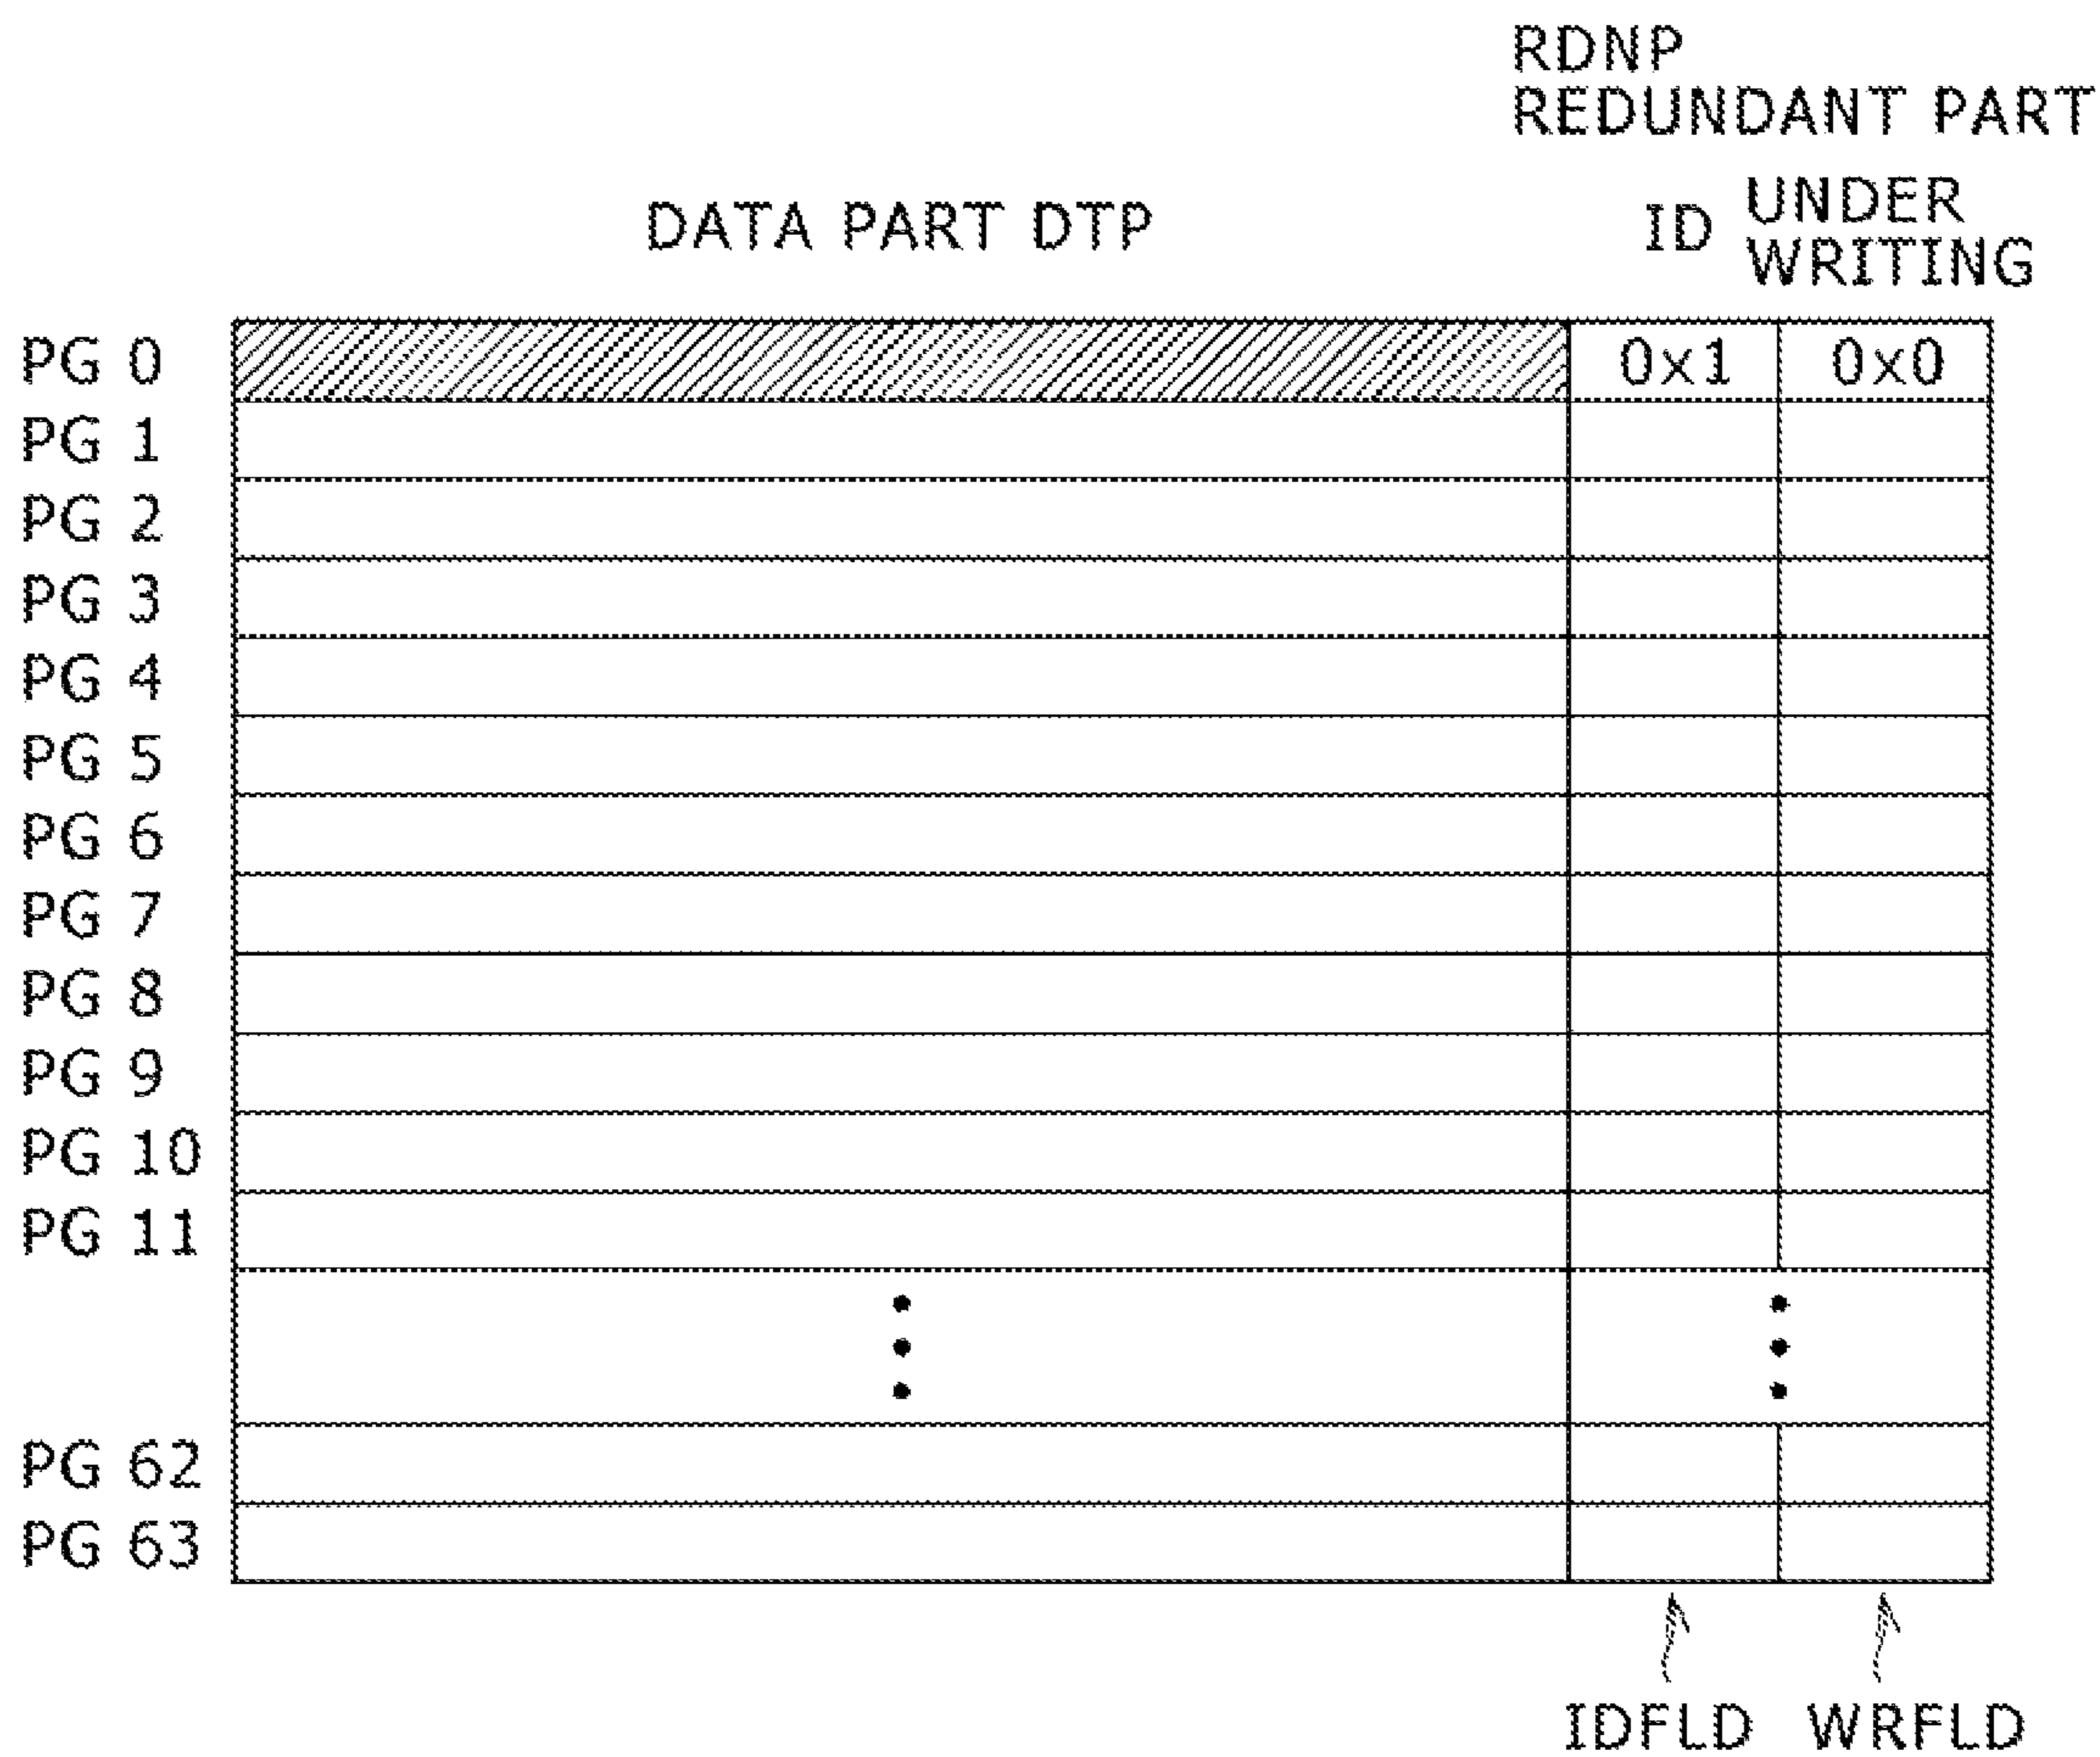 RDNP
REDUNDANT PART
DATA PART DTP
ID
UNDER
WRITING
PG 0 0x1 0x0
PG 1
PG 2
PG 3
PG 4
PG 5
PG 6
PG 7
PG 8
PG 9
PG 10
PG 11
PG 62
PG 63
IDFLD WRFLD